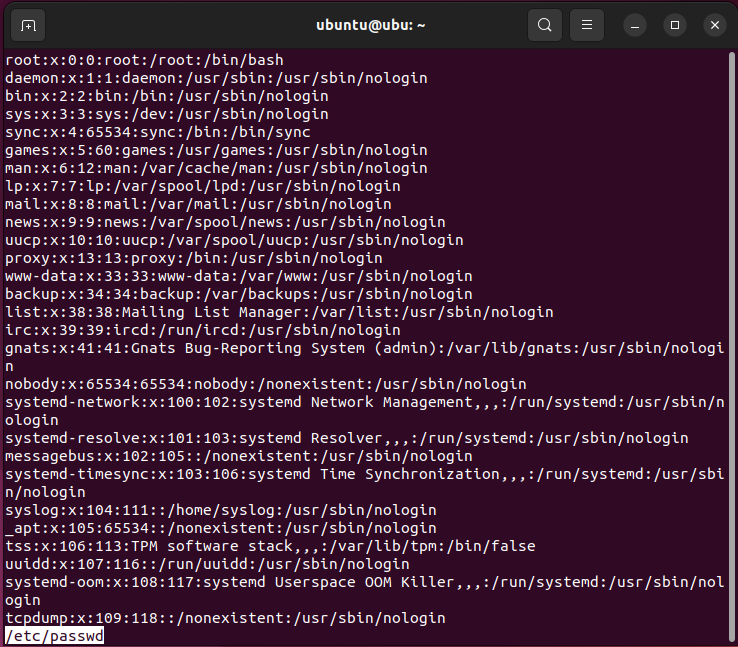 ubuntu@ubu: ~
root:x:0:0:root:/root:/bin/bash
daemon:x:1:1:daemon:/usr/sbin:/usr/sbin/nologin
bin:x:2:2:bin:/bin:/usr/sbin/nologin
sys:x:3:3:sys:/dev:/usr/sbin/nologin
sync:x:4:65534:sync:/bin:/bin/sync
games:x:5:60:games:/usr/games:/usr/sbin/nologin
man:x:6:12:man:/var/cache/man:/usr/sbin/nologin
lp:x:7:7:lp:/var/spool/lpd:/usr/sbin/nologin
mail:x:8:8:mail:/var/mail:/usr/sbin/nologin
news:x:9:9:news:/var/spool/news:/usr/sbin/nologin
uucp:x:10:10:uucp:/var/spool/uucp:/usr/sbin/nologin
proxy:x:13:13:proxy:/bin:/usr/sbin/nologin
www-data:x:33:33:www-data:/var/www:/usr/sbin/nologin
backup:x:34:34:backup:/var/backups:/usr/sbin/nologin
list:x:38:38:Mailing List Manager:/var/list:/usr/sbin/nologin
irc:x:39:39:ircd:/run/ircd:/usr/sbin/nologin
gnats:x:41:41:Gnats Bug-Reporting System (admin):/var/lib/gnats:/usr/sbin/nologi
n
nobody:x:65534:65534:nobody:/nonexistent:/usr/sbin/nologin
systemd-network:x:100:102:systemd Network Management,,,:/run/systemd:/usr/sbin/n
ologin
systemd-resolve:x:101:103:systemd Resolver,,,:/run/systemd:/usr/sbin/nologin
messagebus:x:102:105::/nonexistent:/usr/sbin/nologin
systemd-timesync:x:103:106:systemd Time Synchronization,,,:/run/systemd:/usr/sbi
n/nologin
syslog:x:104:111::/home/syslog:/usr/sbin/nologin
_apt:x:105:65534::/nonexistent:/usr/sbin/nologin
tss:x:106:113:TPM software stack,,,:/var/lib/tpm:/bin/false
uuidd:x:107:116::/run/uuidd:/usr/sbin/nologin
systemd-oom:x:108:117:systemd Userspace OOM Killer,,,:/run/systemd:/usr/sbin/nol
ogin
tcpdump:x:109:118::/nonexistent:/usr/sbin/nologin
/etc/passwd